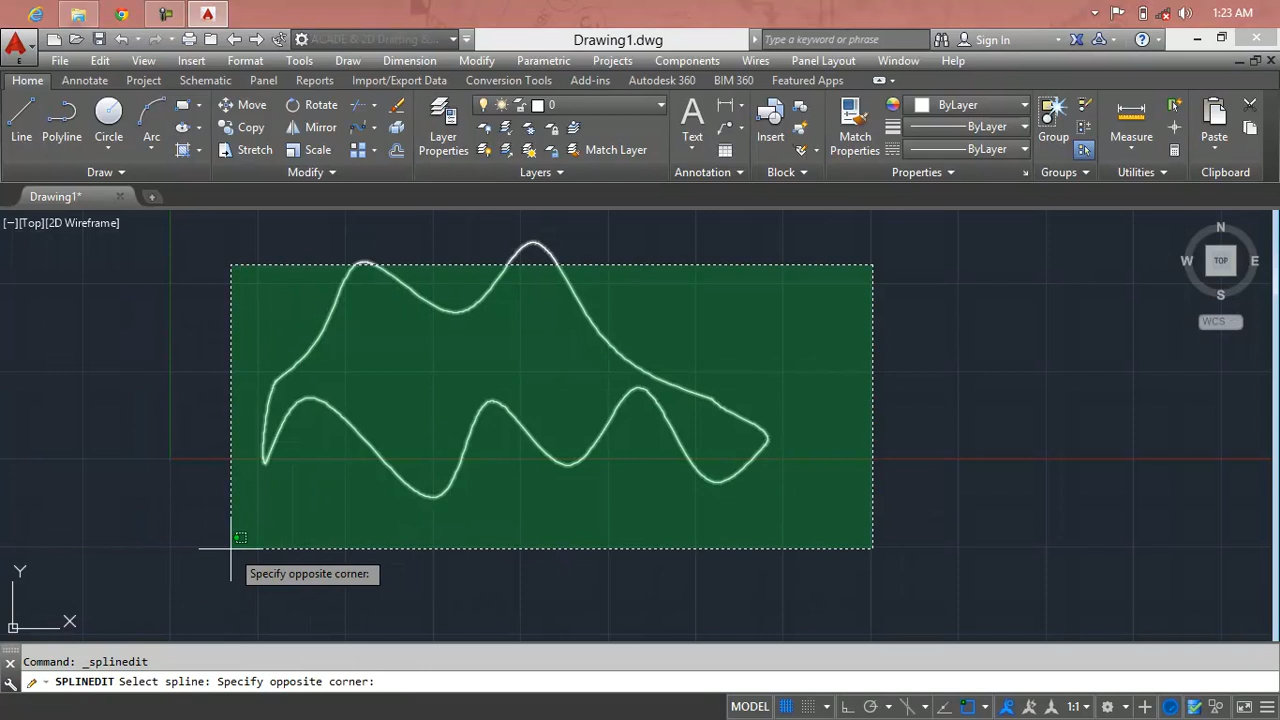 1:23 AM
ACADE & 2D Drafting &
Drawing1.dwg
Type a keyword or phrase
Sign In
File Edit View Insert Format Tools Draw Dimension Modify Parametric Projects Components Wires Panel Layout Window Help
Home Annotate Project Schematic Panel Reports Import/Export Data Conversion Tools Add-ins Autodesk 360 BIM 360 Featured Apps
Line Polyline Circle Arc
Move Rotate
Copy Mirror
Stretch Scale
Layer Properties
0
Match Layer
Text
Insert
Match Properties
ByLayer
ByLayer
ByLayer
Group
Measure
Paste
Draw Modify Layers Annotation Block Properties Groups Utilities Clipboard
Drawing1*
[−][Top][2D Wireframe]
N
W TOP E
S
WCS
Specify opposite corner:
Y
X
Command: _splinedit
SPLINEDIT Select spline: Specify opposite corner:
MODEL 1:1